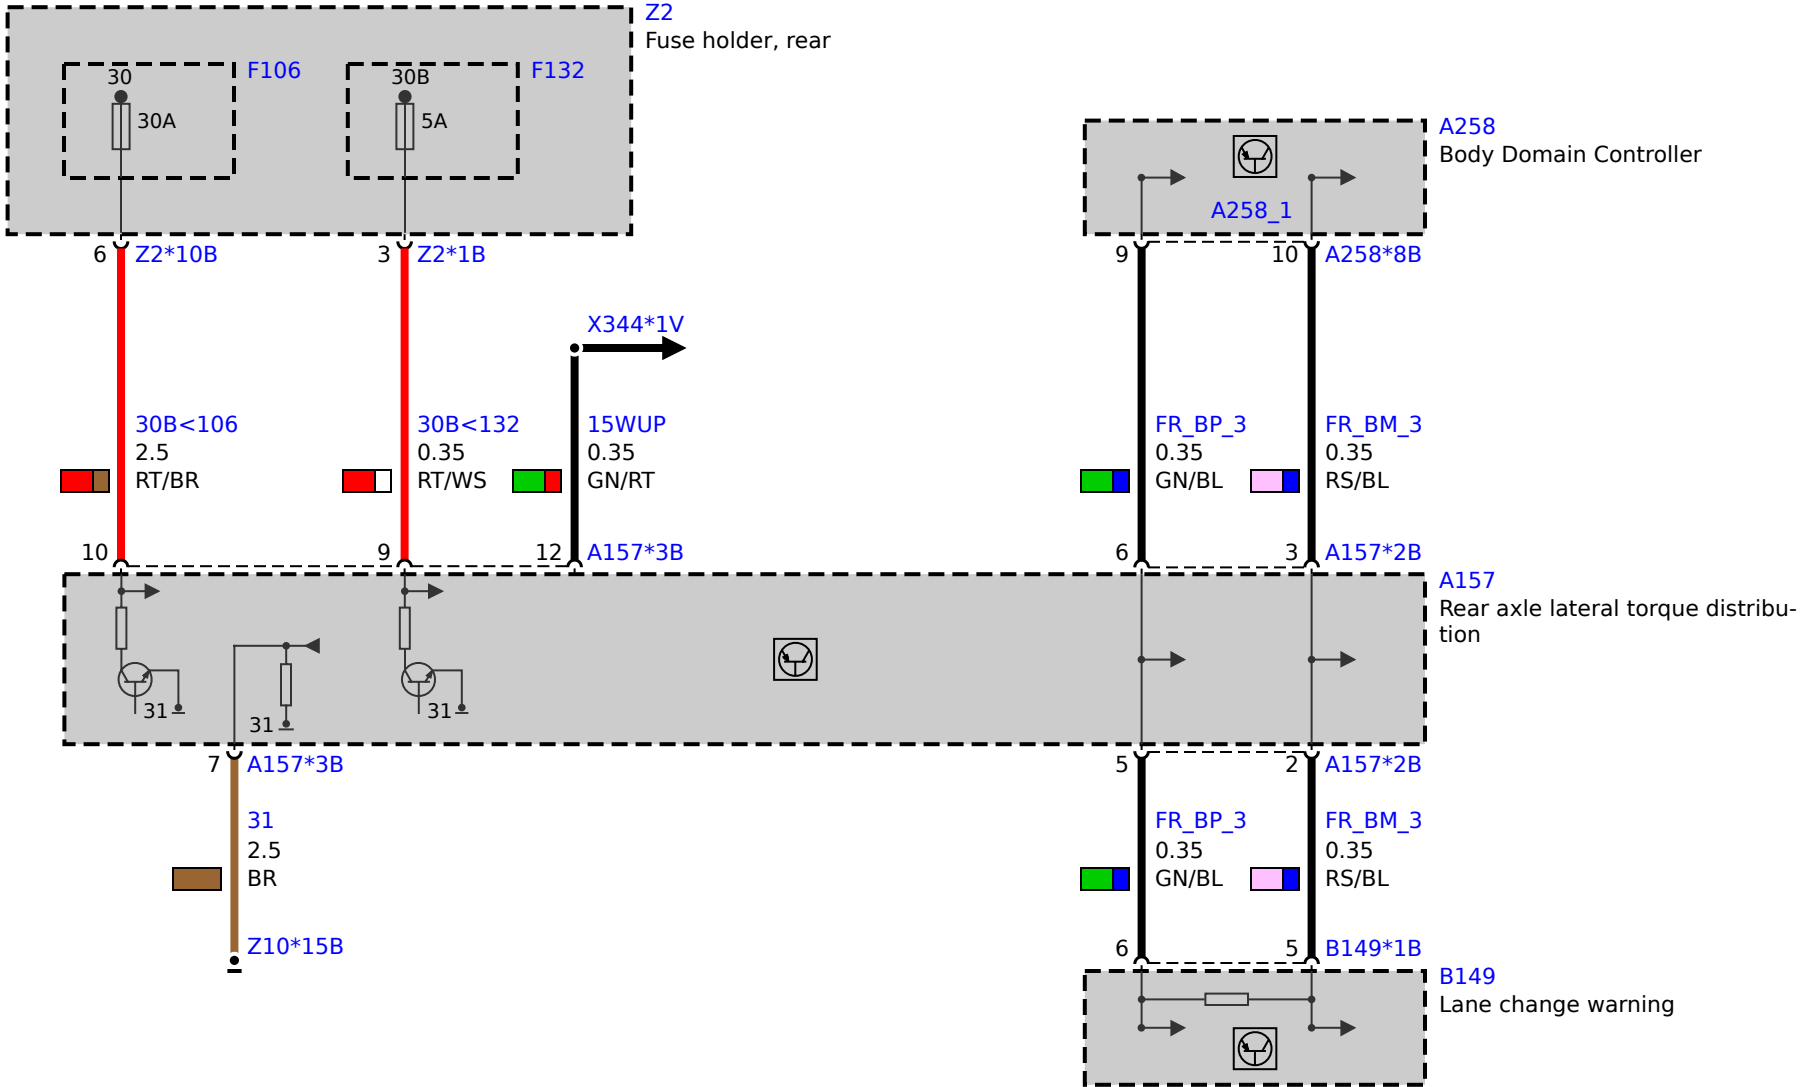 Z2
Fuse holder, rear
30
F106
30B
F132
30A
5A
A258
Body Domain Controller
A258_1
6
Z2*10B
3
Z2*1B
9
10
A258*8B
X344*1V
30B<106
2.5
RT/BR
30B<132
0.35
RT/WS
15WUP
0.35
GN/RT
FR_BP_3
0.35
GN/BL
FR_BM_3
0.35
RS/BL
10
9
12
A157*3B
6
3
A157*2B
A157
Rear axle lateral torque distribu-
tion
31
31
31
7
A157*3B
5
2
A157*2B
31
2.5
BR
FR_BP_3
0.35
GN/BL
FR_BM_3
0.35
RS/BL
Z10*15B
6
5
B149*1B
B149
Lane change warning